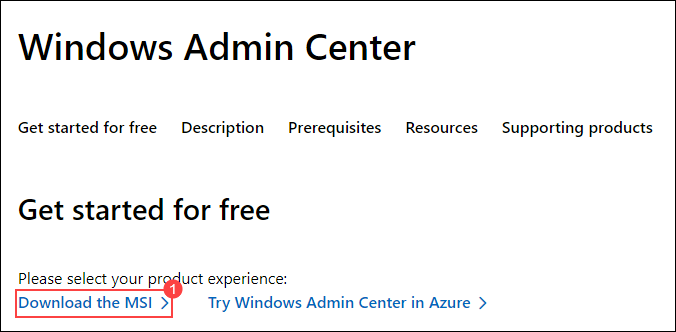 Windows Admin Center
Get started for free Description Prerequisites Resources Supporting products
Get started for free
Please select your product experience:
1
Download the MSI > Try Windows Admin Center in Azure >